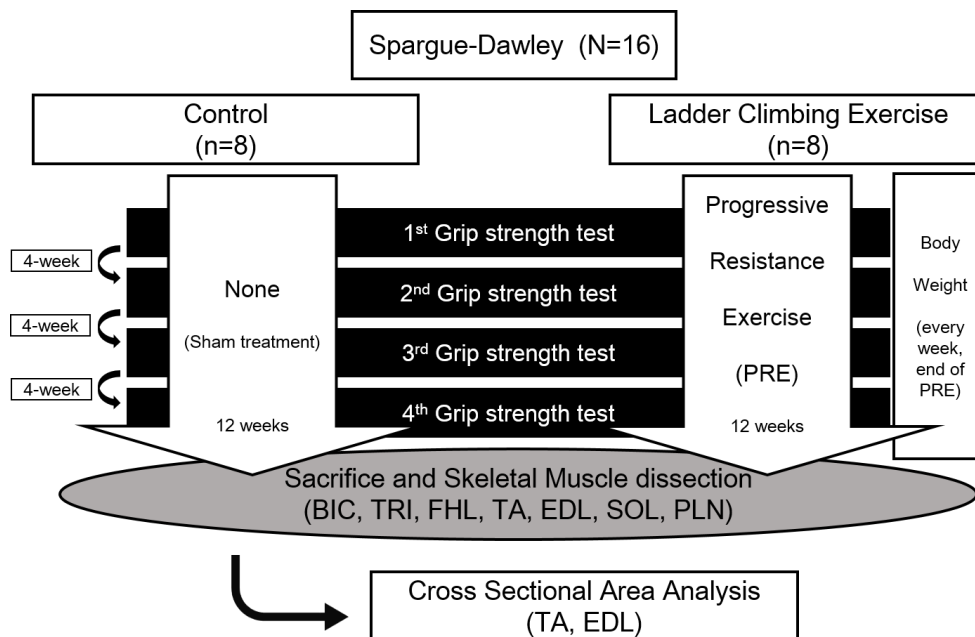 Spargue-Dawley (N=16)
Control
(n=8)
Ladder Climbing Exercise
(n=8)
1st Grip strength test
2nd Grip strength test
3rd Grip strength test
4th Grip strength test
4-week
4-week
4-week
None
(Sham treatment)
12 weeks
Progressive
Resistance
Exercise
(PRE)
12 weeks
Body
Weight
(every
week,
end of
PRE)
Sacrifice and Skeletal Muscle dissection
(BIC, TRI, FHL, TA, EDL, SOL, PLN)
Cross Sectional Area Analysis
(TA, EDL)